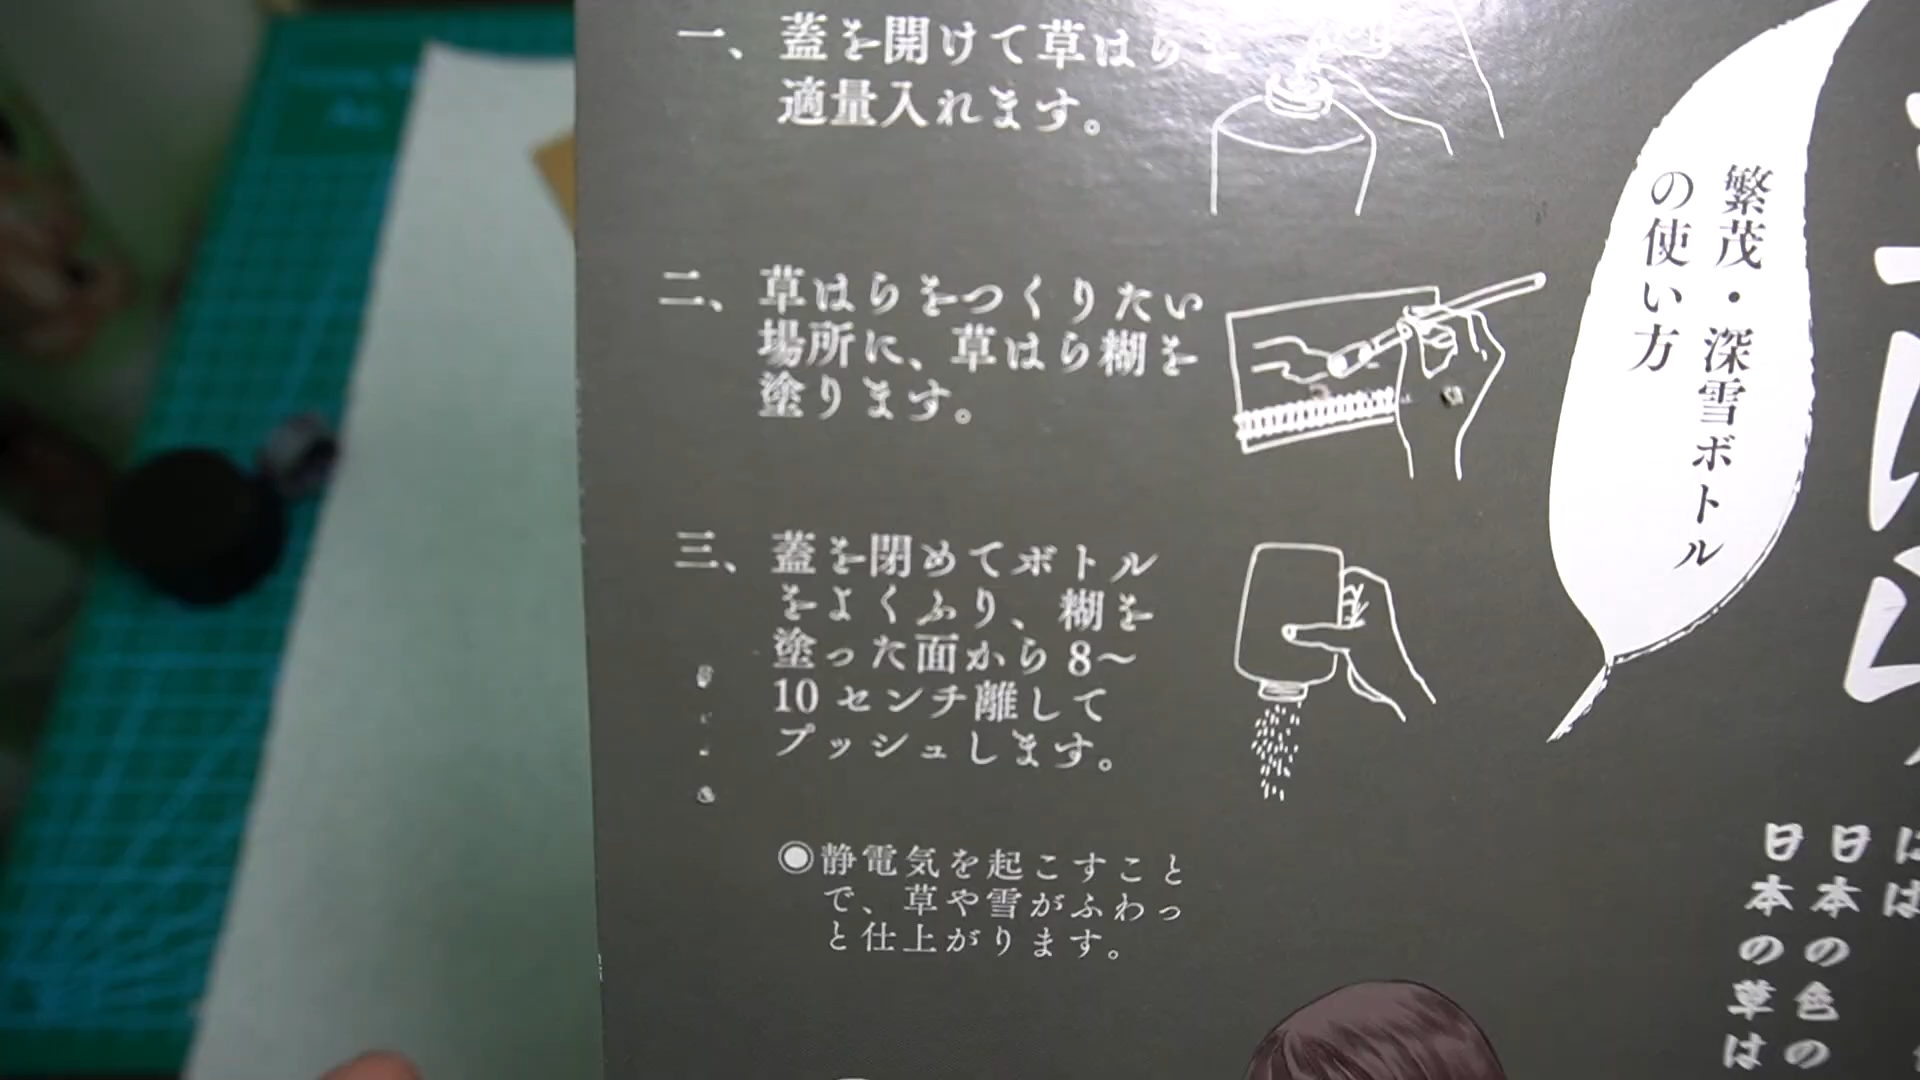 繁茂・深雪ボトル
の使い方
一、蓋を開けて草はらを
適量入れます。
二、草はらをつくりたい
場所に、草はら糊を
塗ります。
三、蓋を閉めてボトル
をよくふり、糊を
塗った面から8〜
10センチ離して
プッシュします。
◉静電気を起こすこと
で、草や雪がふわっ
と仕上がります。
には
日本の色の
日本の草は